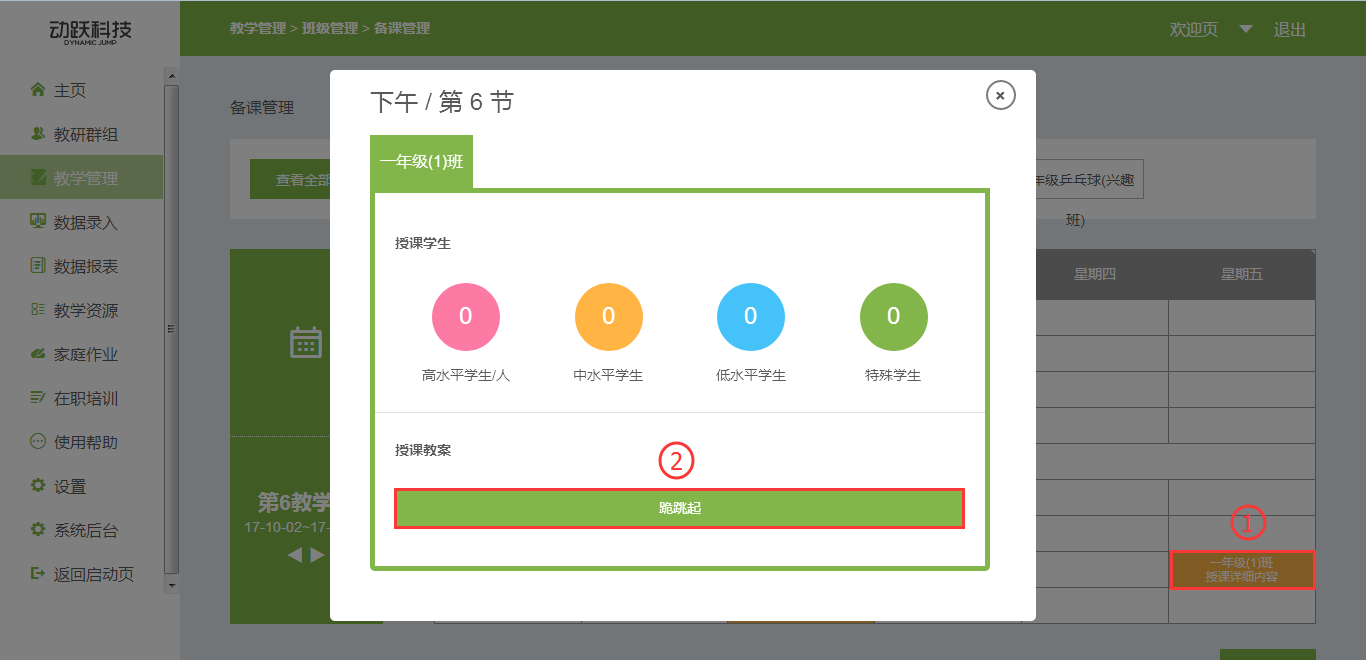 动跃科技
DYNAMIC JUMP
教学管理 > 班级管理 > 备课管理
欢迎页
退出
主页
教研群组
教学管理
数据录入
数据报表
教学资源
家庭作业
在职培训
使用帮助
设置
系统后台
返回启动页
备课管理
查看全部
年级乒乓球(兴趣
班)
星期四
星期五
第6教学
17-10-02~17-
下午 / 第 6 节
一年级(1)班
授课学生
0
0
0
0
高水平学生/人
中水平学生
低水平学生
特殊学生
授课教案
②
跪跳起
①
一年级(1)班
授课详细内容